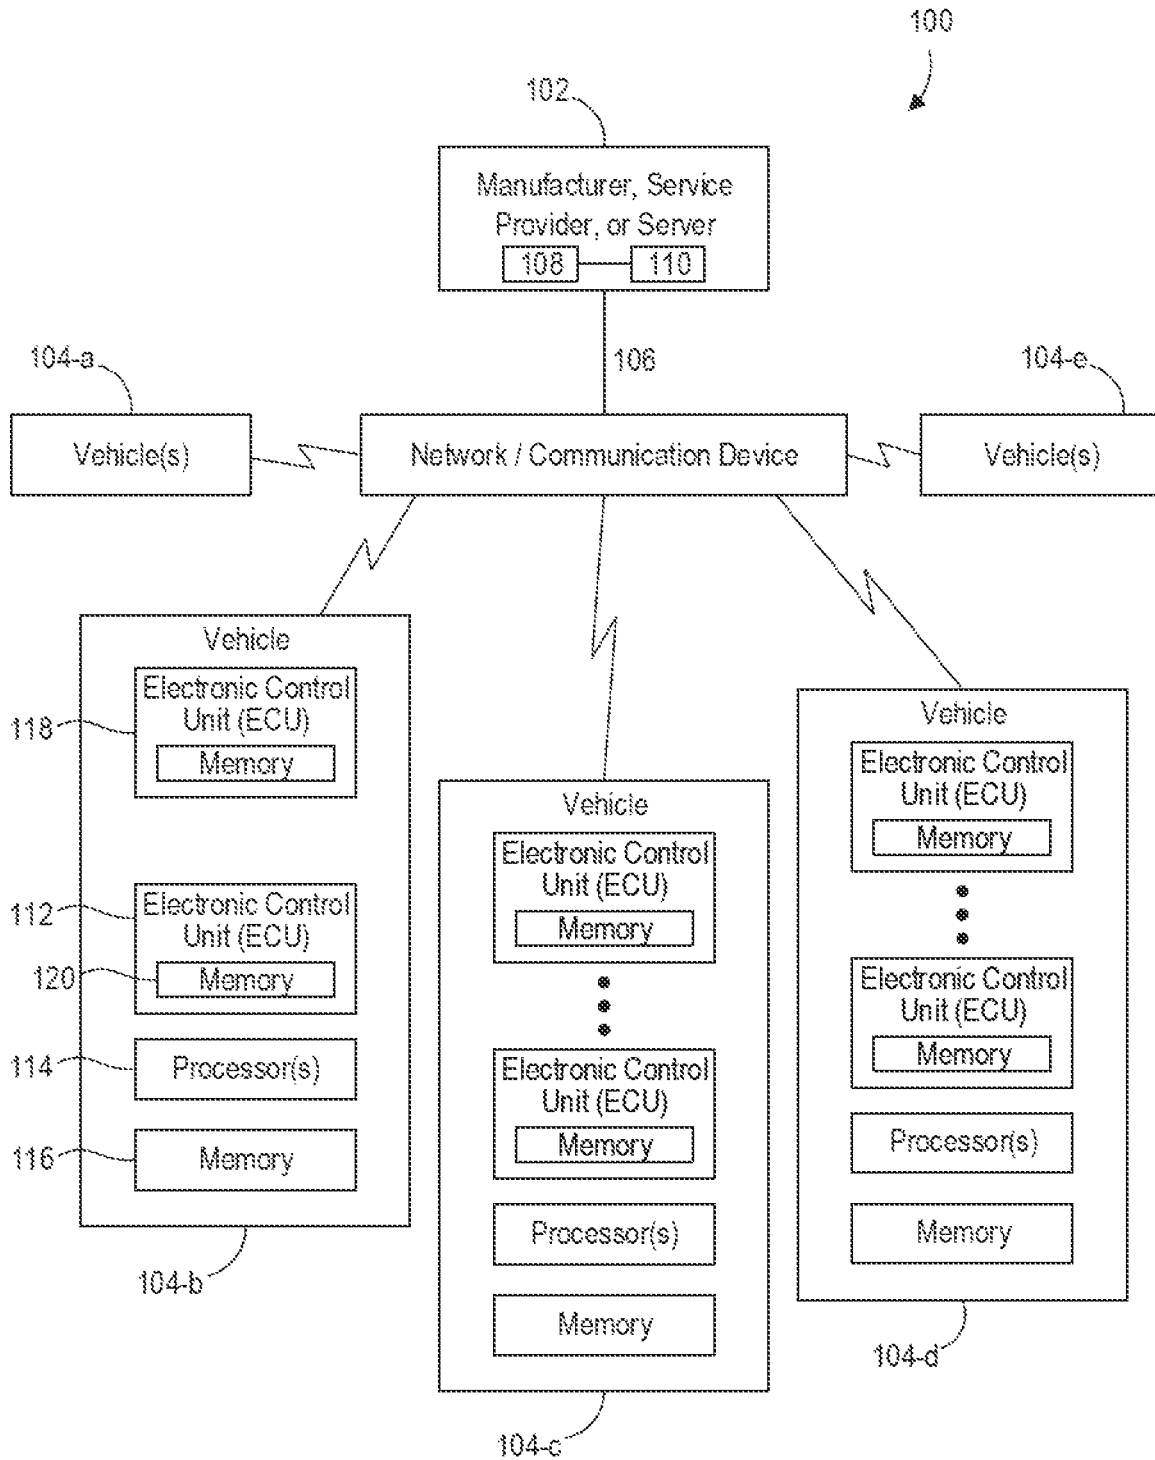 100
102
Manufacturer, Service
Provider, or Server
108
110
104-a
106
104-e
Vehicle(s)
Network / Communication Device
Vehicle(s)
Vehicle
Electronic Control
Unit (ECU)
Memory
118
Electronic Control
Unit (ECU)
Memory
112
120
Processor(s)
114
Memory
116
104-b
Vehicle
Electronic Control
Unit (ECU)
Memory
Electronic Control
Unit (ECU)
Memory
Processor(s)
Memory
104-c
Vehicle
Electronic Control
Unit (ECU)
Memory
Electronic Control
Unit (ECU)
Memory
Processor(s)
Memory
104-d